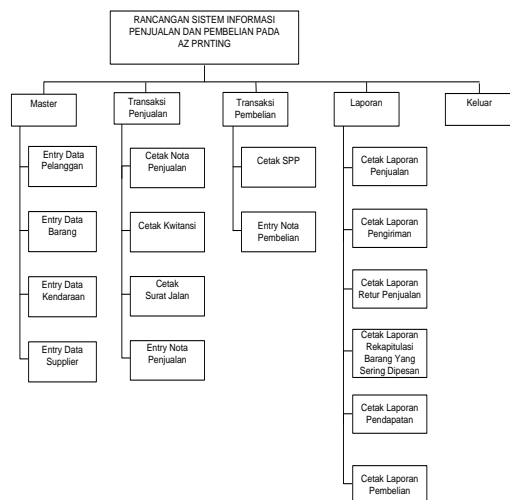 RANCANGAN SISTEM INFORMASI
PENJUALAN DAN PEMBELIAN PADA
AZ PRNTING
Master
Transaksi
Penjualan
Transaksi
Pembelian
Laporan
Keluar
Entry Data
Pelanggan
Entry Data
Barang
Entry Data
Kendaraan
Entry Data
Supplier
Cetak Nota
Penjualan
Cetak Kwitansi
Cetak
Surat Jalan
Entry Nota
Penjualan
Cetak SPP
Entry Nota
Pembelian
Cetak Laporan
Penjualan
Cetak Laporan
Pengiriman
Cetak Laporan
Retur Penjualan
Cetak Laporan
Rekapitulasi
Barang Yang
Sering Dipesan
Cetak Laporan
Pendapatan
Cetak Laporan
Pembelian